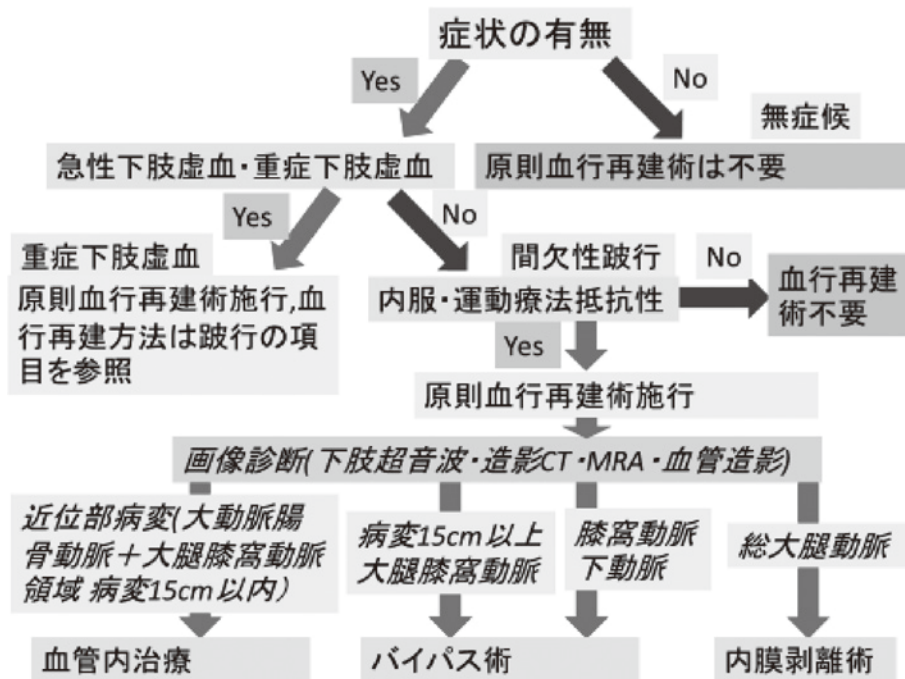 症状の有無
Yes
No
無症候
急性下肢虚血・重症下肢虚血
原則血行再建術は不要
Yes
No
重症下肢虚血
原則血行再建術施行,血
行再建方法は跛行の項
目を参照
間欠性跛行
内服・運動療法抵抗性
No
血行再建
術不要
Yes
原則血行再建術施行
画像診断(下肢超音波・造影CT・MRA・血管造影)
近位部病変(大動脈腸
骨動脈＋大腿膝窩動脈
領域 病変15cm以内）
病変15cm以上
大腿膝窩動脈
膝窩動脈
下動脈
総大腿動脈
血管内治療
バイパス術
内膜剥離術